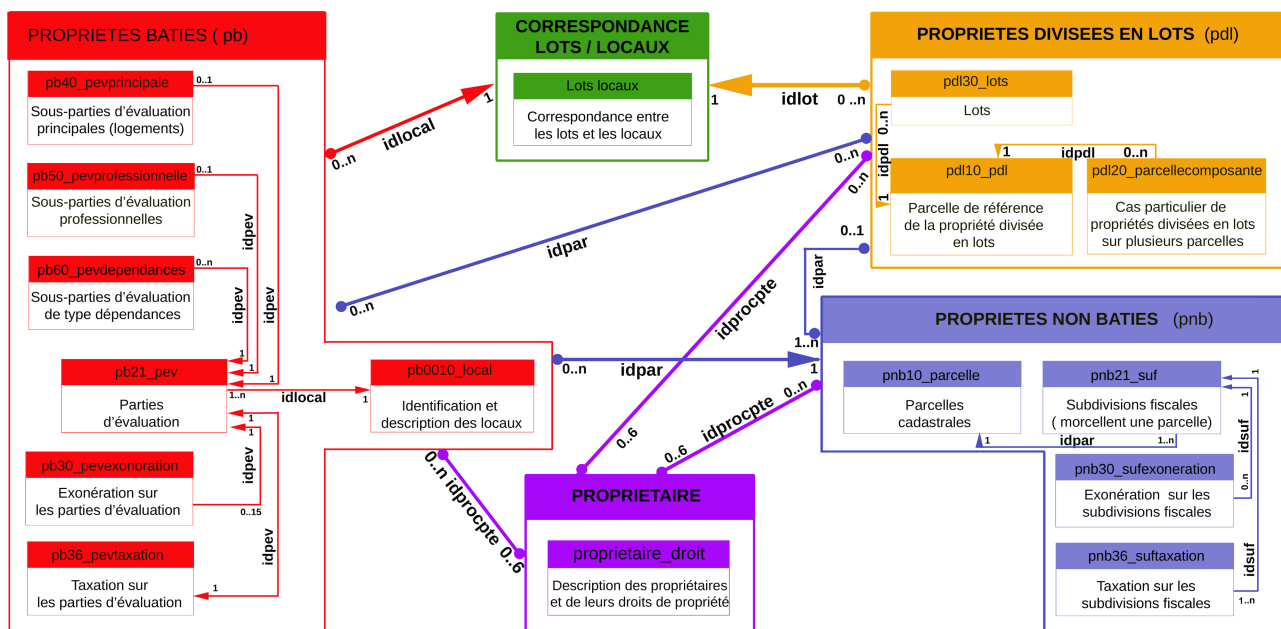 PROPRIETES BATIES ( pb)
pb40_pevprincipale
0..1
Sous-parties d'évaluation
principales (logements)
pb50_pevprofessionnelle
0..1
Sous-parties d'évaluation
professionnelles
pb60_pevdependances
0..n
Sous-parties d'évaluation
de type dépendances
idpev
idpev
idpev
1
1
1
pb21_pev
Parties
d'évaluation
1..n
idlocal
1
pb0010_local
Identification et
description des locaux
1
1
pb30_pevexonoration
Exonération sur
les parties d'évaluation
0..15
idpev
idpev
pb36_pevtaxation
Taxation sur
les parties d'évaluation
1
CORRESPONDANCE
LOTS / LOCAUX
Lots locaux
Correspondance entre
les lots et les locaux
1
idlocal
0..n
1
idlot
0 ..n
PROPRIETES DIVISEES EN LOTS (pdl)
pdl30_lots
Lots
0..n
idpdl
1
1
idpdl
0..n
pdl10_pdl
Parcelle de référence
de la propriété divisée
en lots
pdl20_parcellecomposante
Cas particulier de
propriétés divisées en lots
sur plusieurs parcelles
0..n
idpar
0..n
0..n
idprocpte
0..6
0..1
idpar
1..n
0..n
idpar
1
0..n
idprocpte
0..6
0..n
idprocpte
0..6
PROPRIETES NON BATIES (pnb)
pnb10_parcelle
Parcelles
cadastrales
pnb21_suf
Subdivisions fiscales
( morcellent une parcelle)
1
idpar
1..n
1
1
idsuf
pnb30_sufexoneration
Exonération sur les
subdivisions fiscales
0..n
idsuf
pnb36_suftaxation
Taxation sur les
subdivisions fiscales
1..n
PROPRIETAIRE
proprietaire_droit
Description des propriétaires
et de leurs droits de propriété